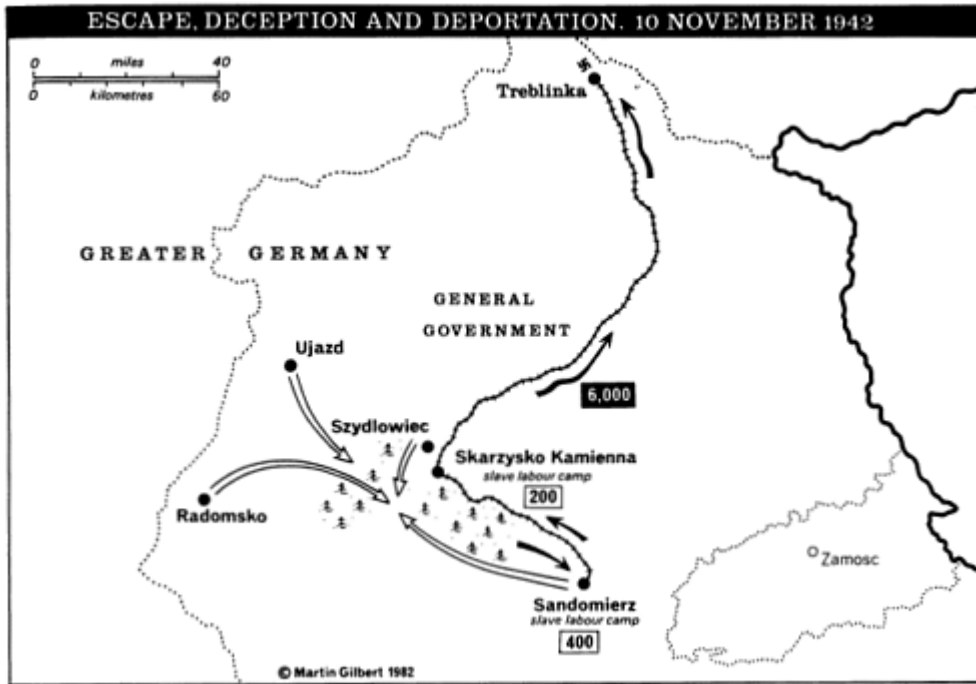 ESCAPE, DECEPTION AND DEPORTATION. 10 NOVEMBER 1942
0 miles 40
0 kilometres 60
Treblinka
GREATER GERMANY
GENERAL
GOVERNMENT
Ujazd
6,000
Szydlowiec
Skarzysko Kamienna
slave labour camp
200
Radomsko
Zamosc
Sandomierz
slave labour camp
400
© Martin Gilbert 1982